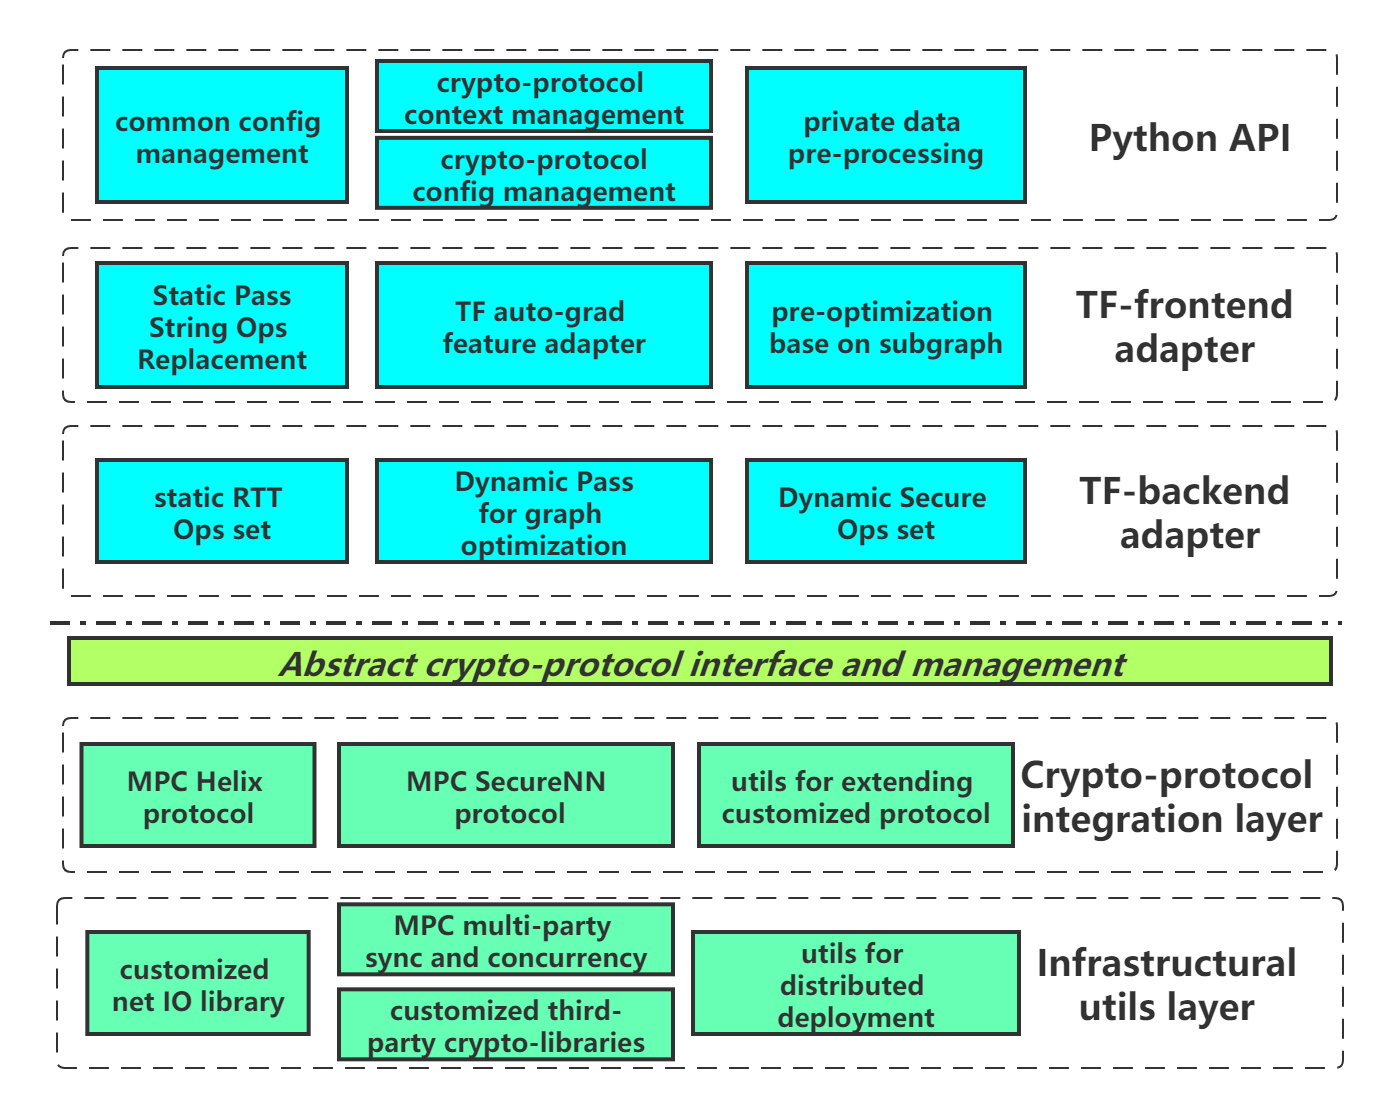 common config
management
crypto-protocol
context management
crypto-protocol
config management
private data
pre-processing
Python API
Static Pass
String Ops
Replacement
TF auto-grad
feature adapter
pre-optimization
base on subgraph
TF-frontend
adapter
static RTT
Ops set
Dynamic Pass
for graph
optimization
Dynamic Secure
Ops set
TF-backend
adapter
Abstract crypto-protocol interface and management
MPC Helix
protocol
MPC SecureNN
protocol
utils for extending
customized protocol
Crypto-protocol
integration layer
customized
net IO library
MPC multi-party
sync and concurrency
customized third-
party crypto-libraries
utils for
distributed
deployment
Infrastructural
utils layer